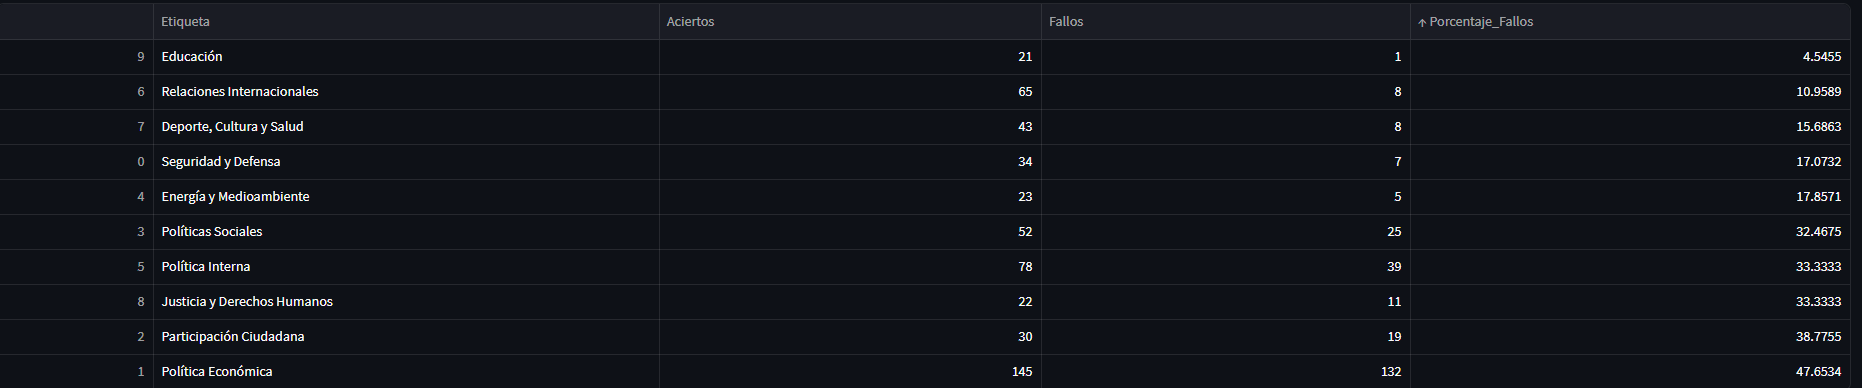 Etiqueta Aciertos Fallos ↑ Porcentaje_Fallos
9 Educación 21 1 4.5455
6 Relaciones Internacionales 65 8 10.9589
7 Deporte, Cultura y Salud 43 8 15.6863
0 Seguridad y Defensa 34 7 17.0732
4 Energía y Medioambiente 23 5 17.8571
3 Políticas Sociales 52 25 32.4675
5 Política Interna 78 39 33.3333
8 Justicia y Derechos Humanos 22 11 33.3333
2 Participación Ciudadana 30 19 38.7755
1 Política Económica 145 132 47.6534